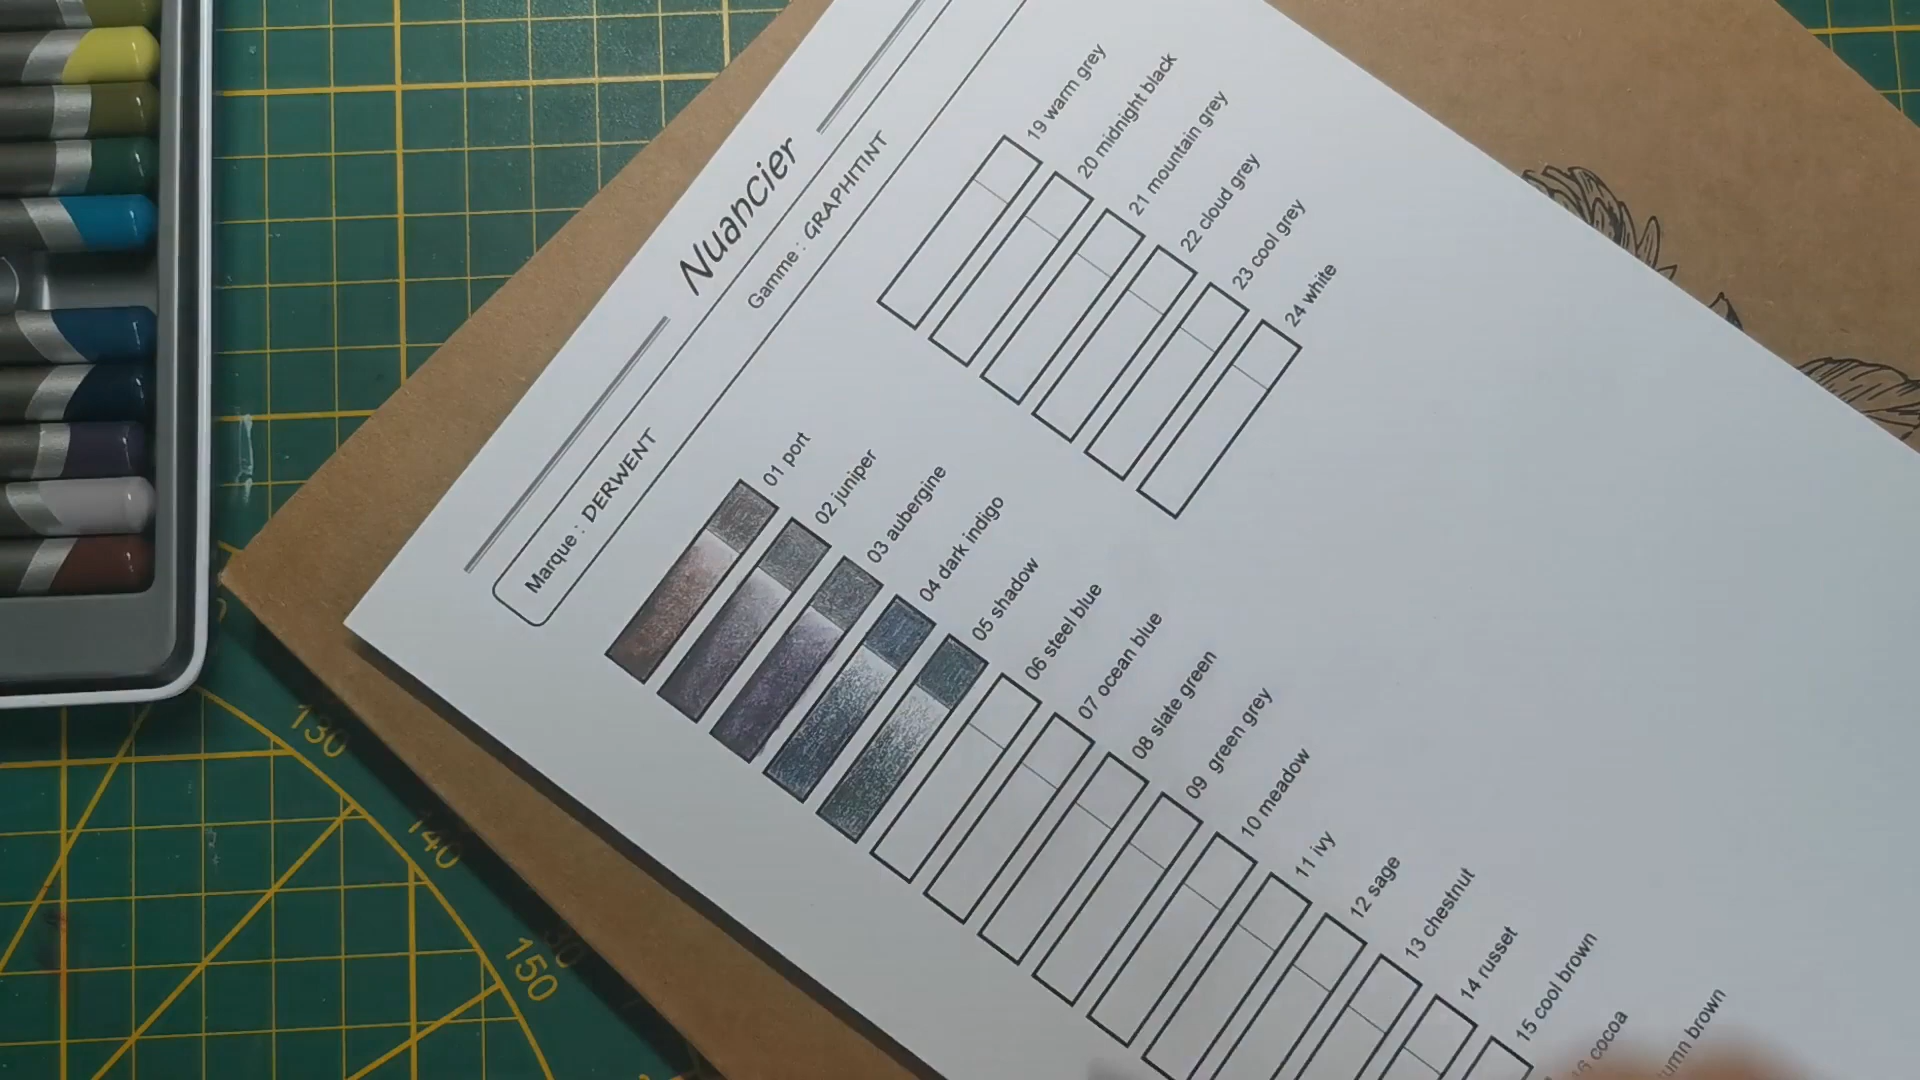 Nuancier
Marque : DERWENT
Gamme : GRAPHITINT
01 port
02 juniper
03 aubergine
04 dark indigo
05 shadow
06 steel blue
07 ocean blue
08 slate green
09 green grey
10 meadow
11 ivy
12 sage
13 chestnut
14 russet
15 cool brown
16 cocoa
brown
19 warm grey
20 midnight black
21 mountain grey
22 cloud grey
23 cool grey
24 white
130
140
150